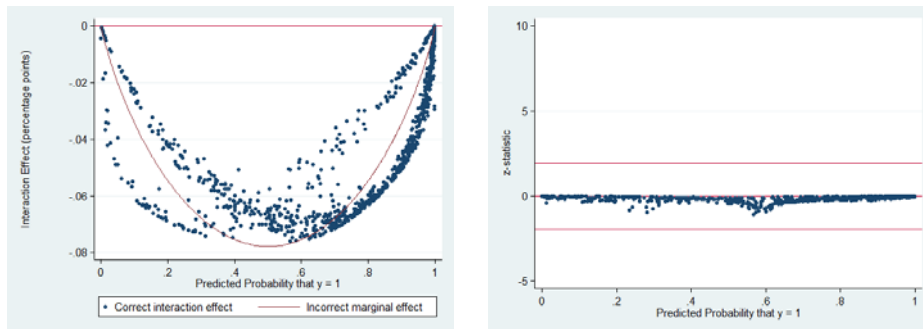 0
-.02
-.04
-.06
-.08
Interaction Effect (percentage points)
0 .2 .4 .6 .8 1
Predicted Probability that y = 1
Correct interaction effect Incorrect marginal effect
10
5
0
-5
z-statistic
0 .2 .4 .6 .8 1
Predicted Probability that y = 1